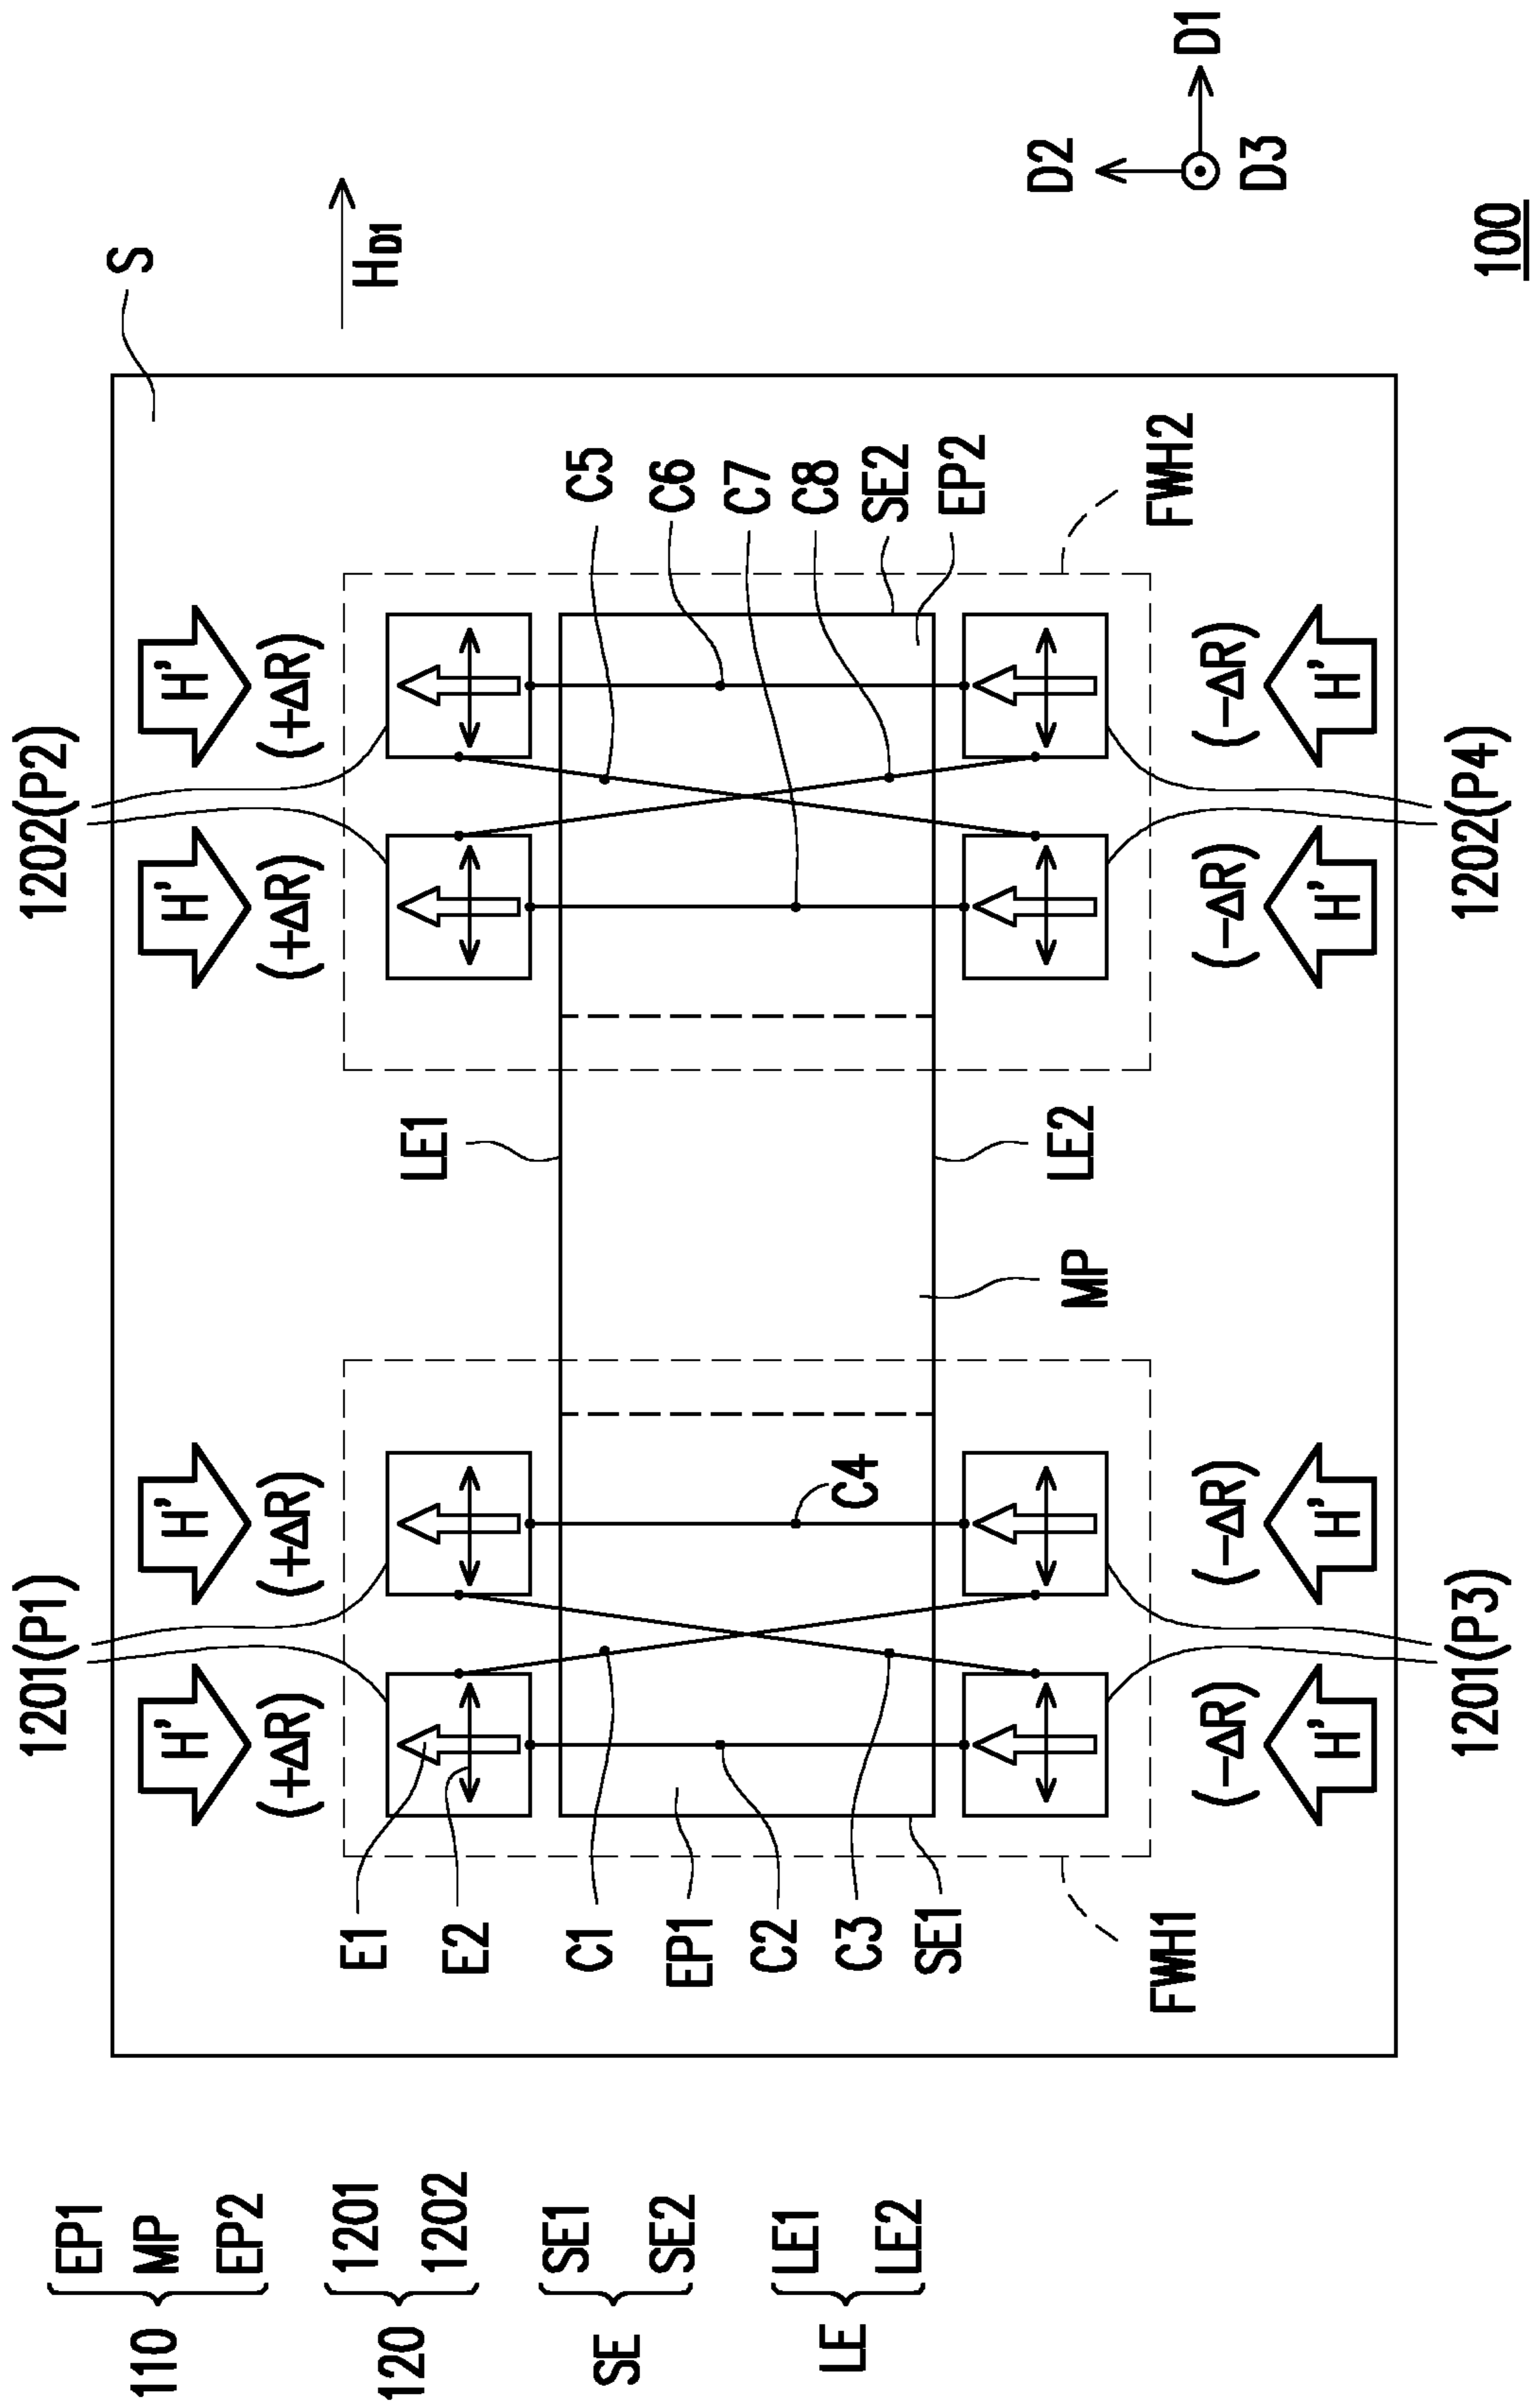 110 { EP1
MP
EP2
120 { 1201
1202
SE { SE1
SE2
LE { LE1
LE2
1201(P1)
1202(P2)
S
H' H' H' H'
(+ΔR) (+ΔR) (+ΔR) (+ΔR)
HD1
E1
E2
LE1
C1
C5
EP1
C6
C2
C7
C3
C4
C8
SE1
SE2
EP2
MP
LE2
FWH1
FWH2
D2
D1
D3
(−ΔR) (−ΔR) (−ΔR) (−ΔR)
H' H' H' H'
1201(P3)
1202(P4)
100